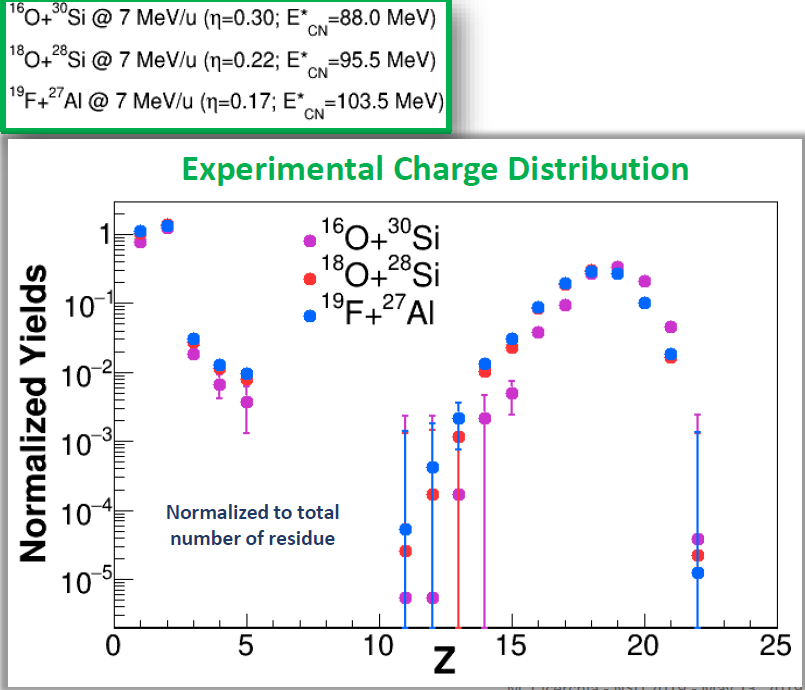 16O+30Si @ 7 MeV/u (η=0.30; E*CN=88.0 MeV)
18O+28Si @ 7 MeV/u (η=0.22; E*CN=95.5 MeV)
19F+27Al @ 7 MeV/u (η=0.17; E*CN=103.5 MeV)
Experimental Charge Distribution
Normalized Yields
1
10−1
10−2
10−3
10−4
10−5
16O+30Si
18O+28Si
19F+27Al
Normalized to total
number of residue
0 5 10 15 20 25
Z